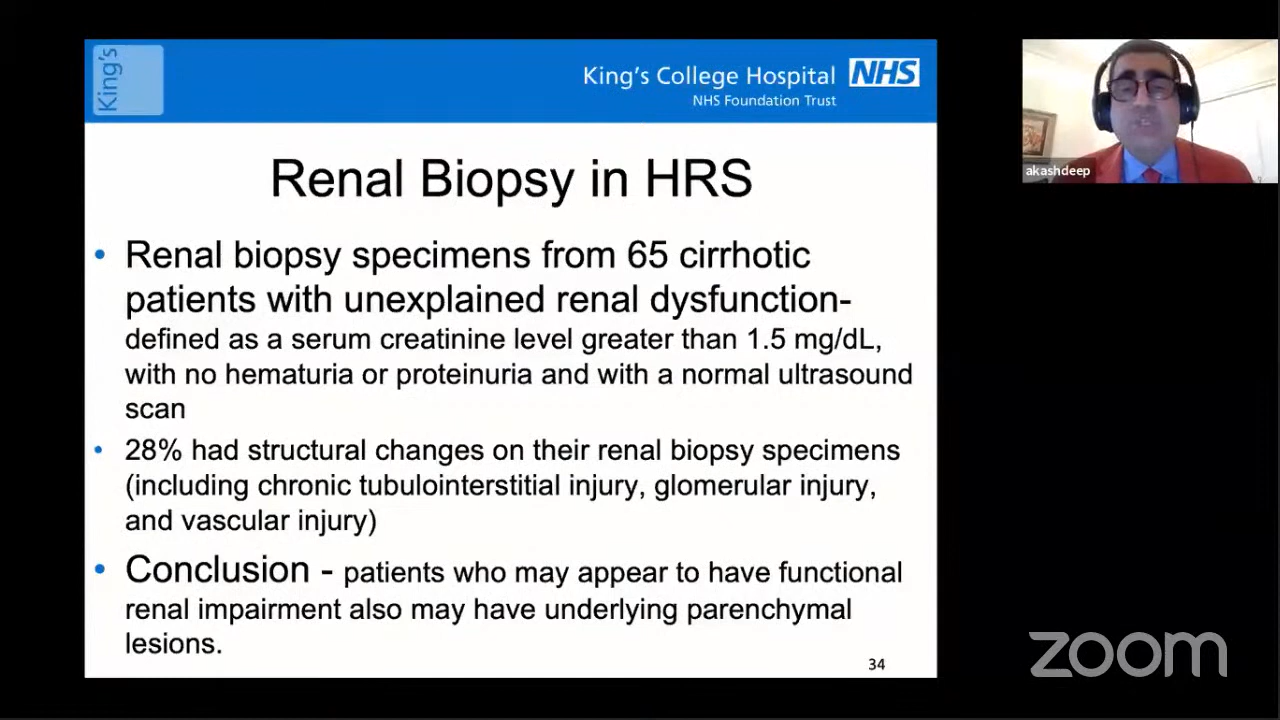 King's
King's College Hospital NHS
NHS Foundation Trust
akashdeep
Renal Biopsy in HRS
• Renal biopsy specimens from 65 cirrhotic
patients with unexplained renal dysfunction-
defined as a serum creatinine level greater than 1.5 mg/dL,
with no hematuria or proteinuria and with a normal ultrasound
scan
• 28% had structural changes on their renal biopsy specimens
(including chronic tubulointerstitial injury, glomerular injury,
and vascular injury)
• Conclusion - patients who may appear to have functional
renal impairment also may have underlying parenchymal
lesions.
34
zoom